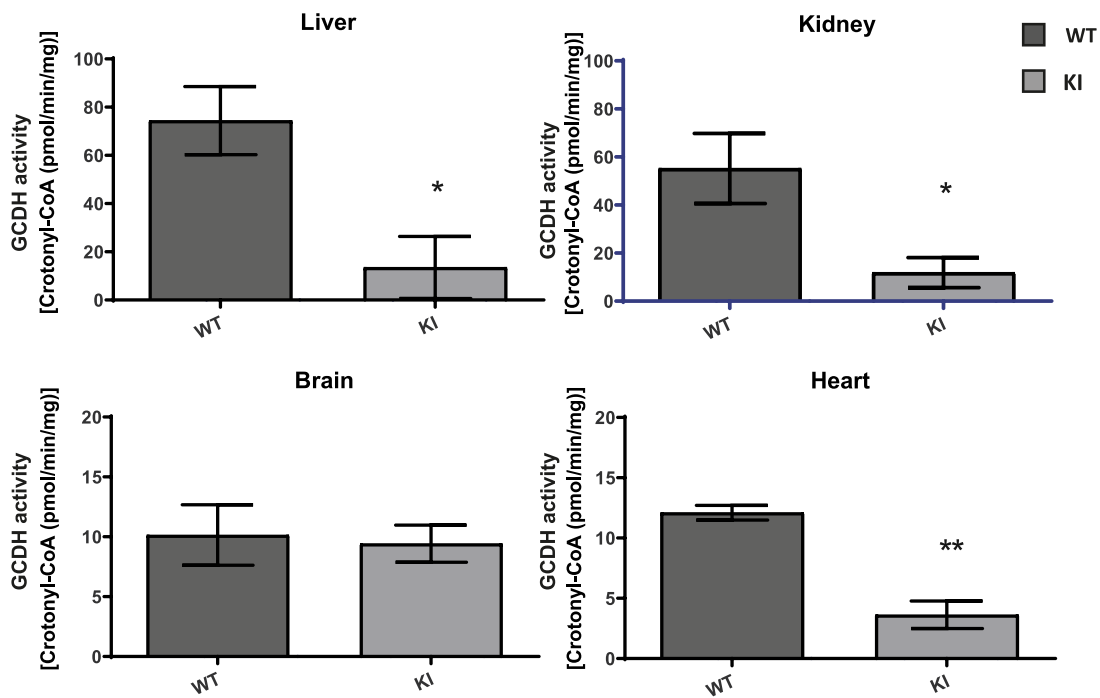 Liver
GCDH activity
[Crotonyl-CoA (pmol/min/mg)]
100
80
60
40
20
0
*
WT
KI
Kidney
GCDH activity
[Crotonyl-CoA (pmol/min/mg)]
100
80
60
40
20
0
*
WT
KI
WT
KI
Brain
GCDH activity
[Crotonyl-CoA (pmol/min/mg)]
20
15
10
5
0
WT
KI
Heart
GCDH activity
[Crotonyl-CoA (pmol/min/mg)]
20
15
10
5
0
**
WT
KI